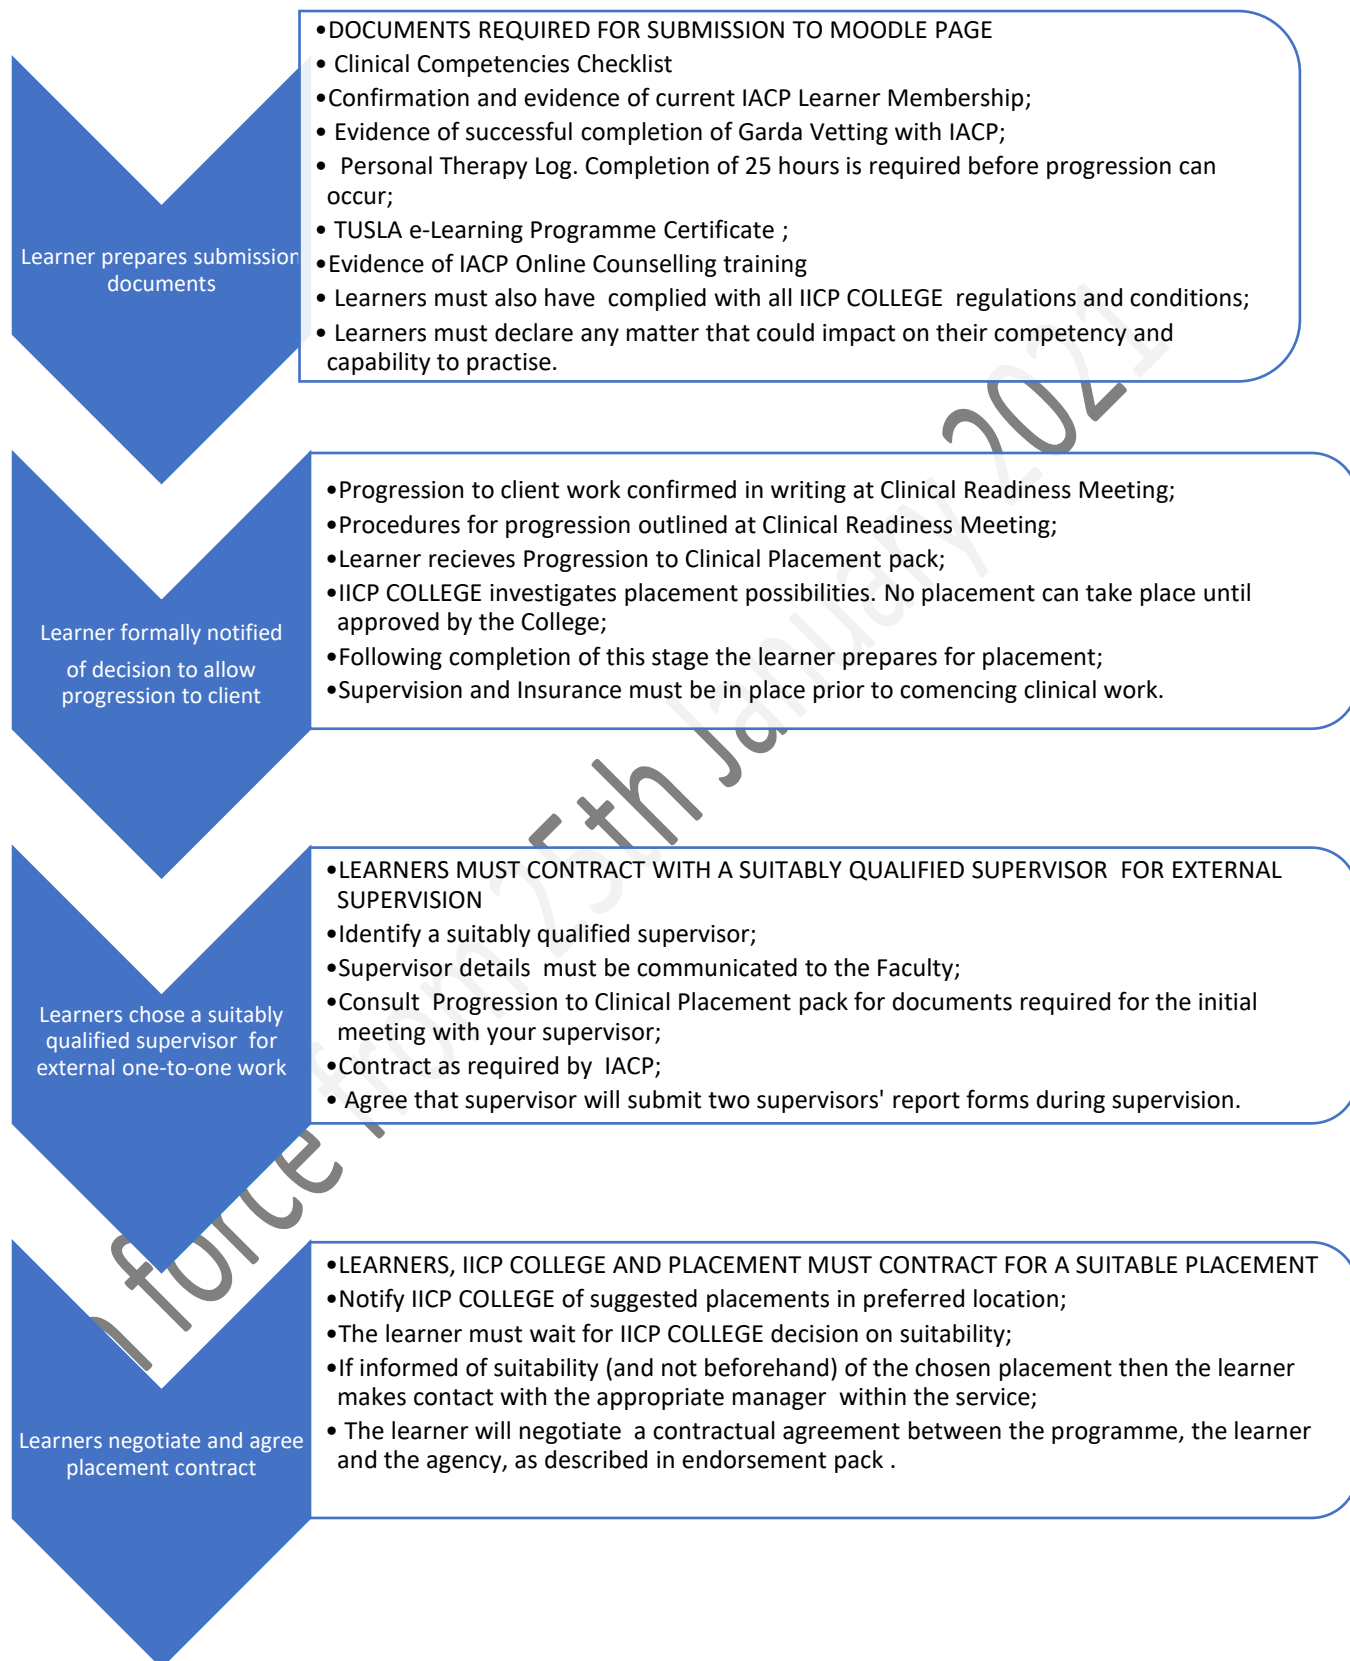 •DOCUMENTS REQUIRED FOR SUBMISSION TO MOODLE PAGE
• Clinical Competencies Checklist
•Confirmation and evidence of current IACP Learner Membership;
• Evidence of successful completion of Garda Vetting with IACP;
•  Personal Therapy Log. Completion of 25 hours is required before progression can
occur;
• TUSLA e-Learning Programme Certificate ;
•Evidence of IACP Online Counselling training
• Learners must also have  complied with all IICP COLLEGE  regulations and conditions;
• Learners must declare any matter that could impact on their competency and
capability to practise.
Learner prepares submission
documents
•Progression to client work confirmed in writing at Clinical Readiness Meeting;
•Procedures for progression outlined at Clinical Readiness Meeting;
•Learner recieves Progression to Clinical Placement pack;
•IICP COLLEGE investigates placement possibilities. No placement can take place until
approved by the College;
•Following completion of this stage the learner prepares for placement;
•Supervision and Insurance must be in place prior to comencing clinical work.
Learner formally notified
of decision to allow
progression to client
•LEARNERS MUST CONTRACT WITH A SUITABLY QUALIFIED SUPERVISOR  FOR EXTERNAL
SUPERVISION
•Identify a suitably qualified supervisor;
•Supervisor details  must be communicated to the Faculty;
•Consult  Progression to Clinical Placement pack for documents required for the initial
meeting with your supervisor;
•Contract as required by  IACP;
• Agree that supervisor will submit two supervisors' report forms during supervision.
Learners chose a suitably
qualified supervisor  for
external one-to-one work
•LEARNERS, IICP COLLEGE AND PLACEMENT MUST CONTRACT FOR A SUITABLE PLACEMENT
•Notify IICP COLLEGE of suggested placements in preferred location;
•The learner must wait for IICP COLLEGE decision on suitability;
•If informed of suitability (and not beforehand) of the chosen placement then the learner
makes contact with the appropriate manager  within the service;
• The learner will negotiate  a contractual agreement between the programme, the learner
and the agency, as described in endorsement pack .
Learners negotiate and agree
placement contract
force from 25th January 2021